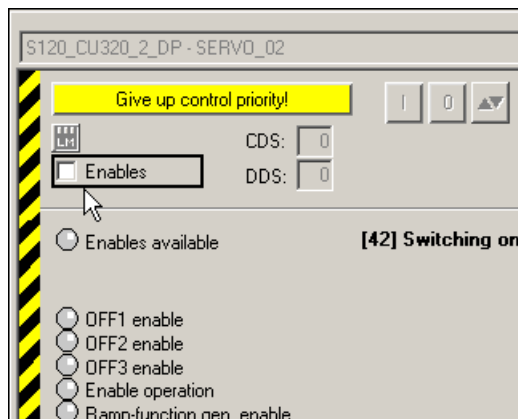 S120_CU320_2_DP - SERVO_02
Give up control priority!
I 0
LM
CDS: 0
Enables
DDS: 0
Enables available
[42] Switching on
OFF1 enable
OFF2 enable
OFF3 enable
Enable operation
Ramp-function gen. enable